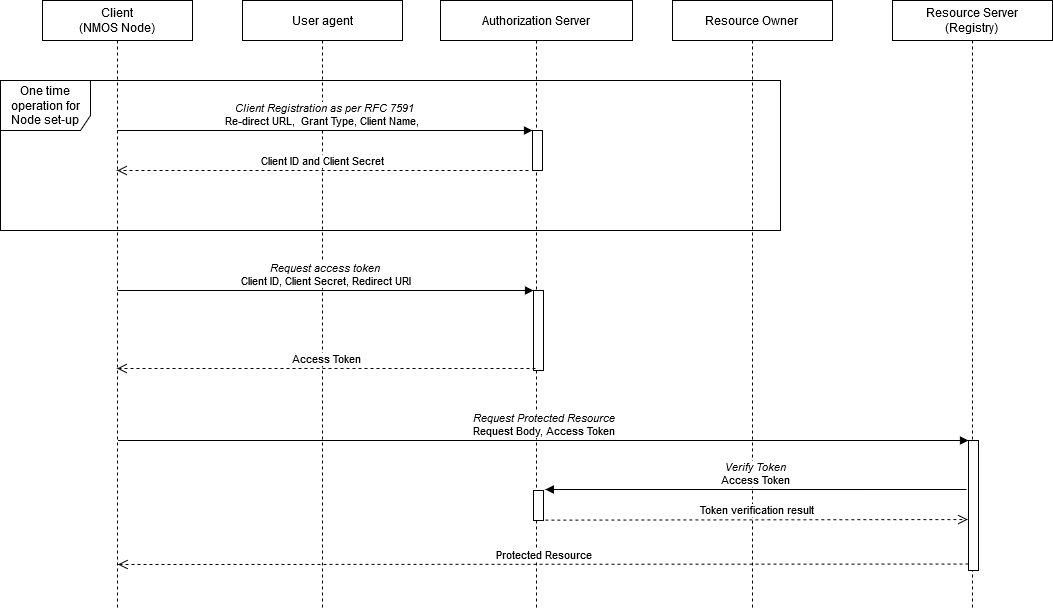 Client
(NMOS Node)
User agent
Authorization Server
Resource Owner
Resource Server
(Registry)
One time
operation for
Node set-up
Client Registration as per RFC 7591
Re-direct URL,  Grant Type, Client Name,
Client ID and Client Secret
Request access token
Client ID, Client Secret, Redirect URI
Access Token
Request Protected Resource
Request Body, Access Token
Verify Token
Access Token
Token verification result
Protected Resource